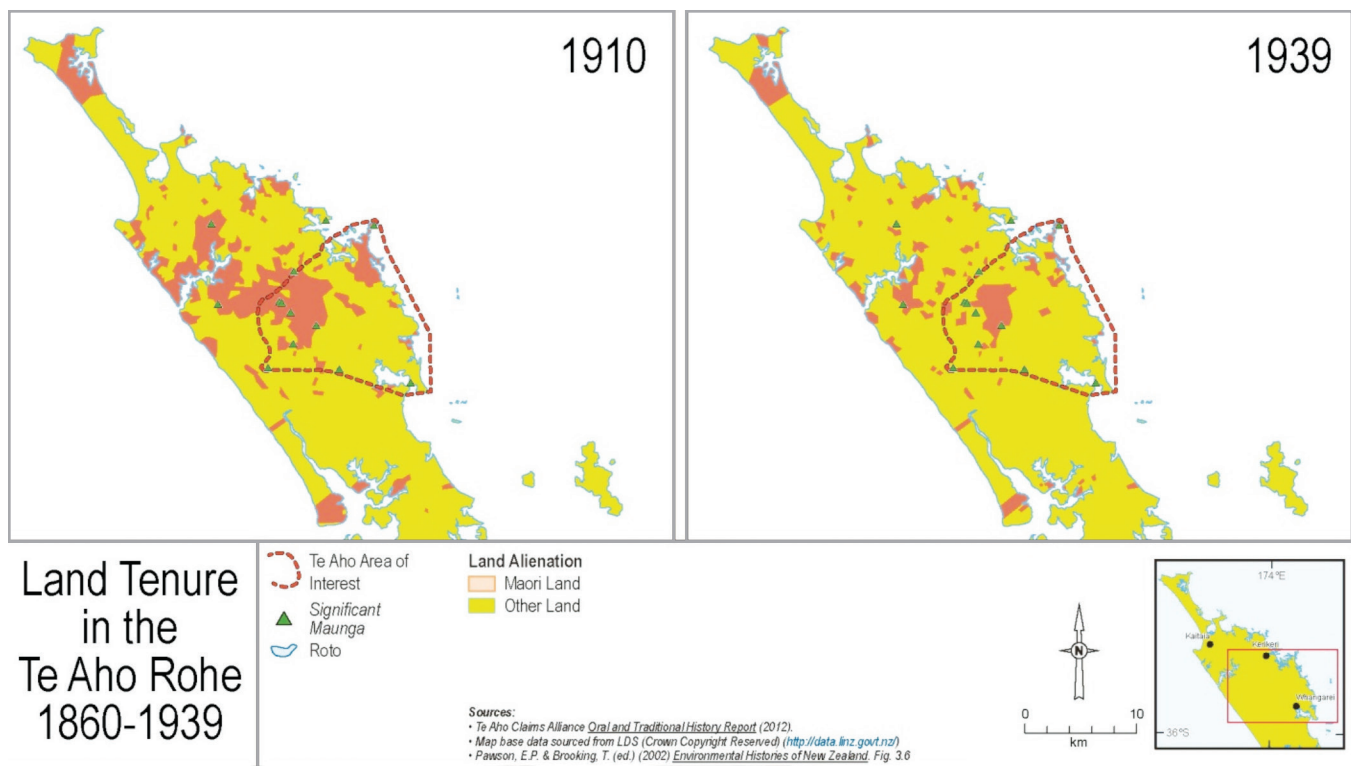 1910
1939
Land Tenure
in the
Te Aho Rohe
1860-1939
Te Aho Area of
Interest
Significant
Maunga
Roto
Land Alienation
Maori Land
Other Land
Sources:
• Te Aho Claims Alliance Oral and Traditional History Report (2012).
• Map base data sourced from LDS (Crown Copyright Reserved) (http://data.linz.govt.nz/)
• Pawson, E.P. & Brooking, T. (ed.) (2002) Environmental Histories of New Zealand. Fig. 3.6
N
0 10
km
174°E
Kaitaia
Kerikeri
Whangarei
36°S